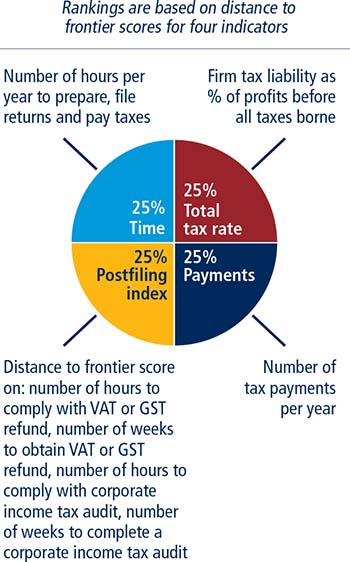 Rankings are based on distance to
frontier scores for four indicators
Number of hours per
year to prepare, file
returns and pay taxes
Firm tax liability as
% of profits before
all taxes borne
25%
Time
25%
Total
tax rate
25%
Postfiling
index
25%
Payments
Distance to frontier score
on: number of hours to
comply with VAT or GST
refund, number of weeks
to obtain VAT or GST
refund, number of hours to
comply with corporate
income tax audit, number
of weeks to complete a
corporate income tax audit
Number of
tax payments
per year